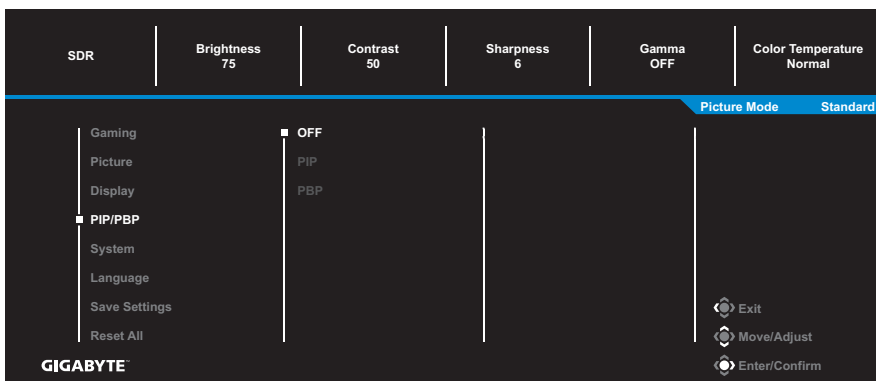 SDR
Brightness
75
Contrast
50
Sharpness
6
Gamma
OFF
Color Temperature
Normal
Picture Mode Standard
Gaming
Picture
Display
PIP/PBP
System
Language
Save Settings
Reset All
OFF
PIP
PBP
Exit
Move/Adjust
Enter/Confirm
GIGABYTE™